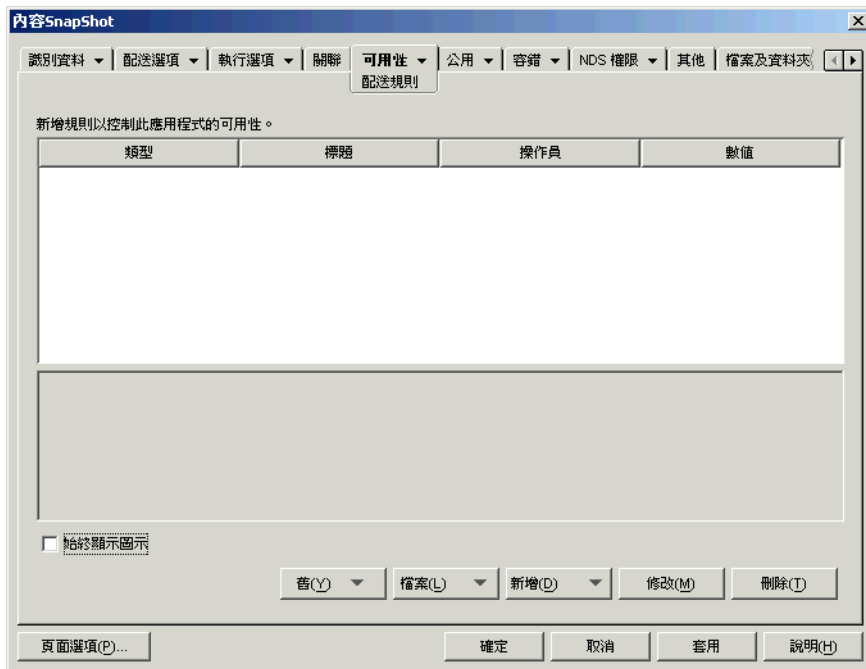 內容SnapShot
識別資料 配送選項 執行選項 關聯 可用性 公用 容錯 NDS 權限 其他 檔案及資料夾
配送規則
新增規則以控制此應用程式的可用性。
類型 標題 操作員 數值
始終顯示圖示
舊(Y) 檔案(L) 新增(D) 修改(M) 刪除(T)
頁面選項(P)... 確定 取消 套用 說明(H)